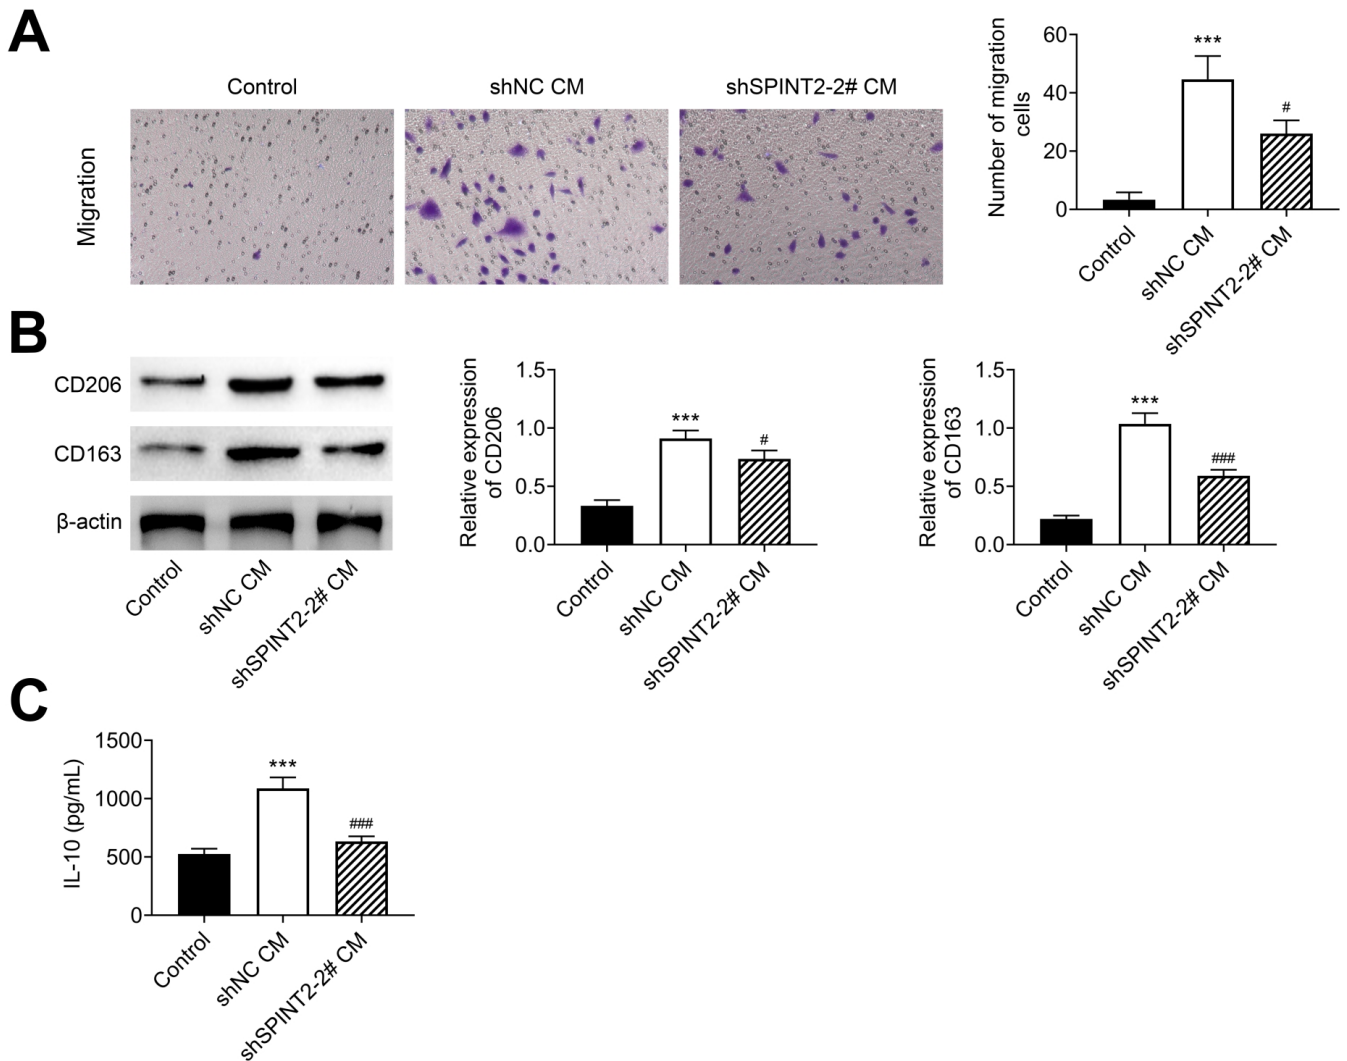 A
Control
shNC CM
shSPINT2-2# CM
Migration
Number of migration
cells
60
40
20
0
***
#
Control
shNC CM
shSPINT2-2# CM
B
CD206
CD163
β-actin
Control
shNC CM
shSPINT2-2# CM
Relative expression
of CD206
1.5
1.0
0.5
0.0
***
#
Control
shNC CM
shSPINT2-2# CM
Relative expression
of CD163
1.5
1.0
0.5
0.0
***
###
Control
shNC CM
shSPINT2-2# CM
C
IL-10 (pg/mL)
1500
1000
500
0
***
###
Control
shNC CM
shSPINT2-2# CM